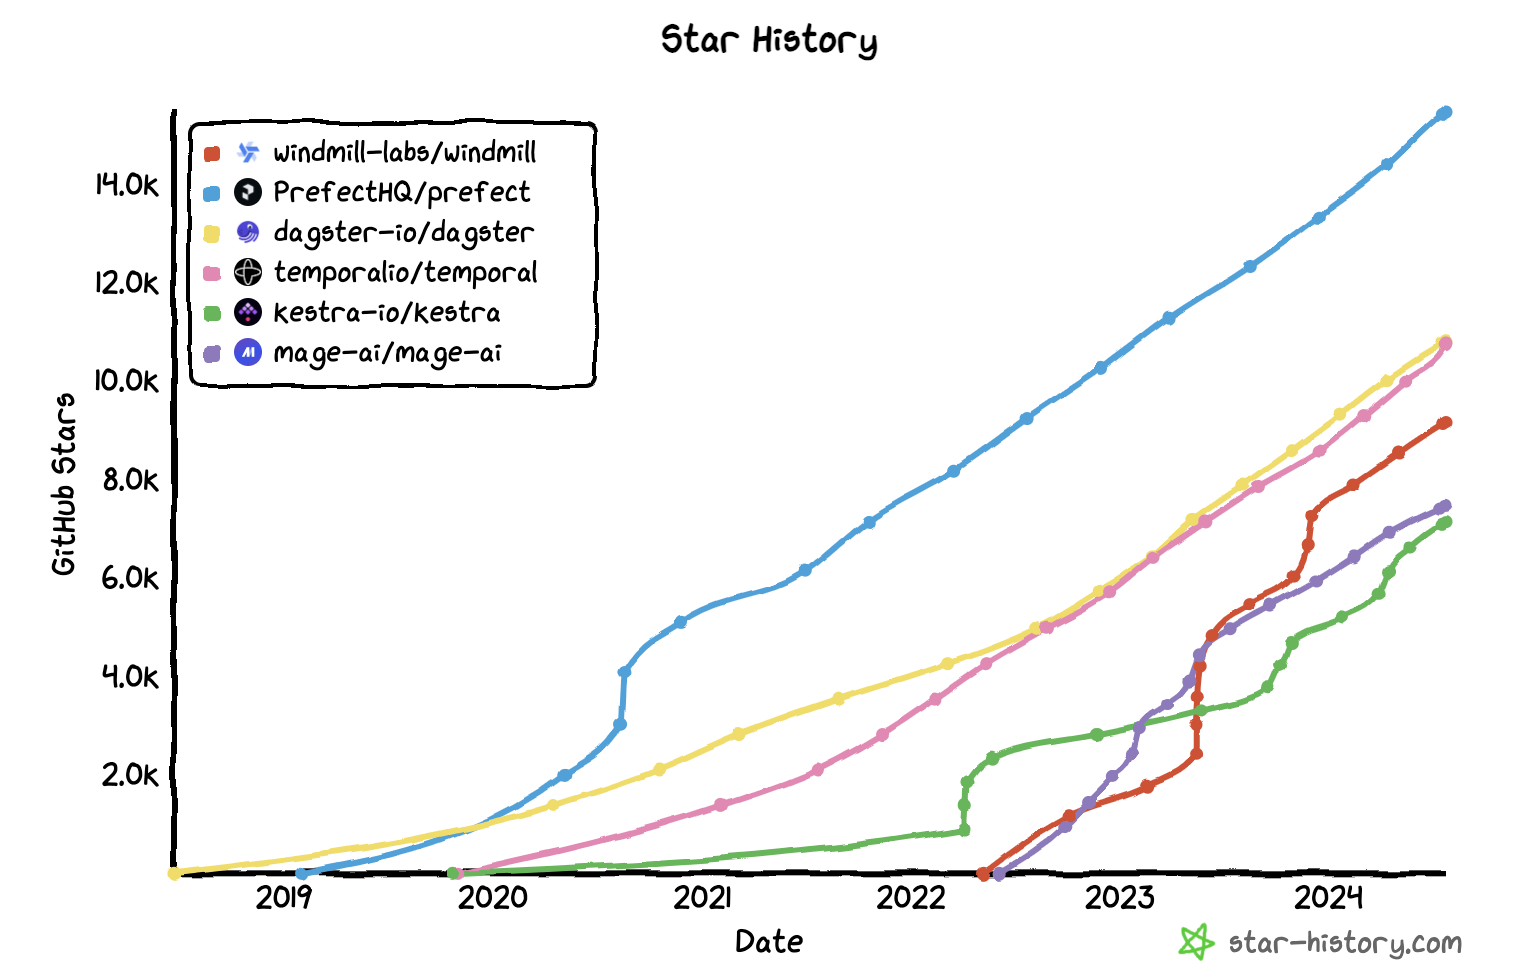 Star History
windmill-labs/windmill
PrefectHQ/prefect
dagster-io/dagster
temporalio/temporal
kestra-io/kestra
mage-ai/mage-ai
GitHub Stars
14.0K
12.0K
10.0K
8.0K
6.0K
4.0K
2.0K
2019
2020
2021
2022
2023
2024
Date
star-history.com